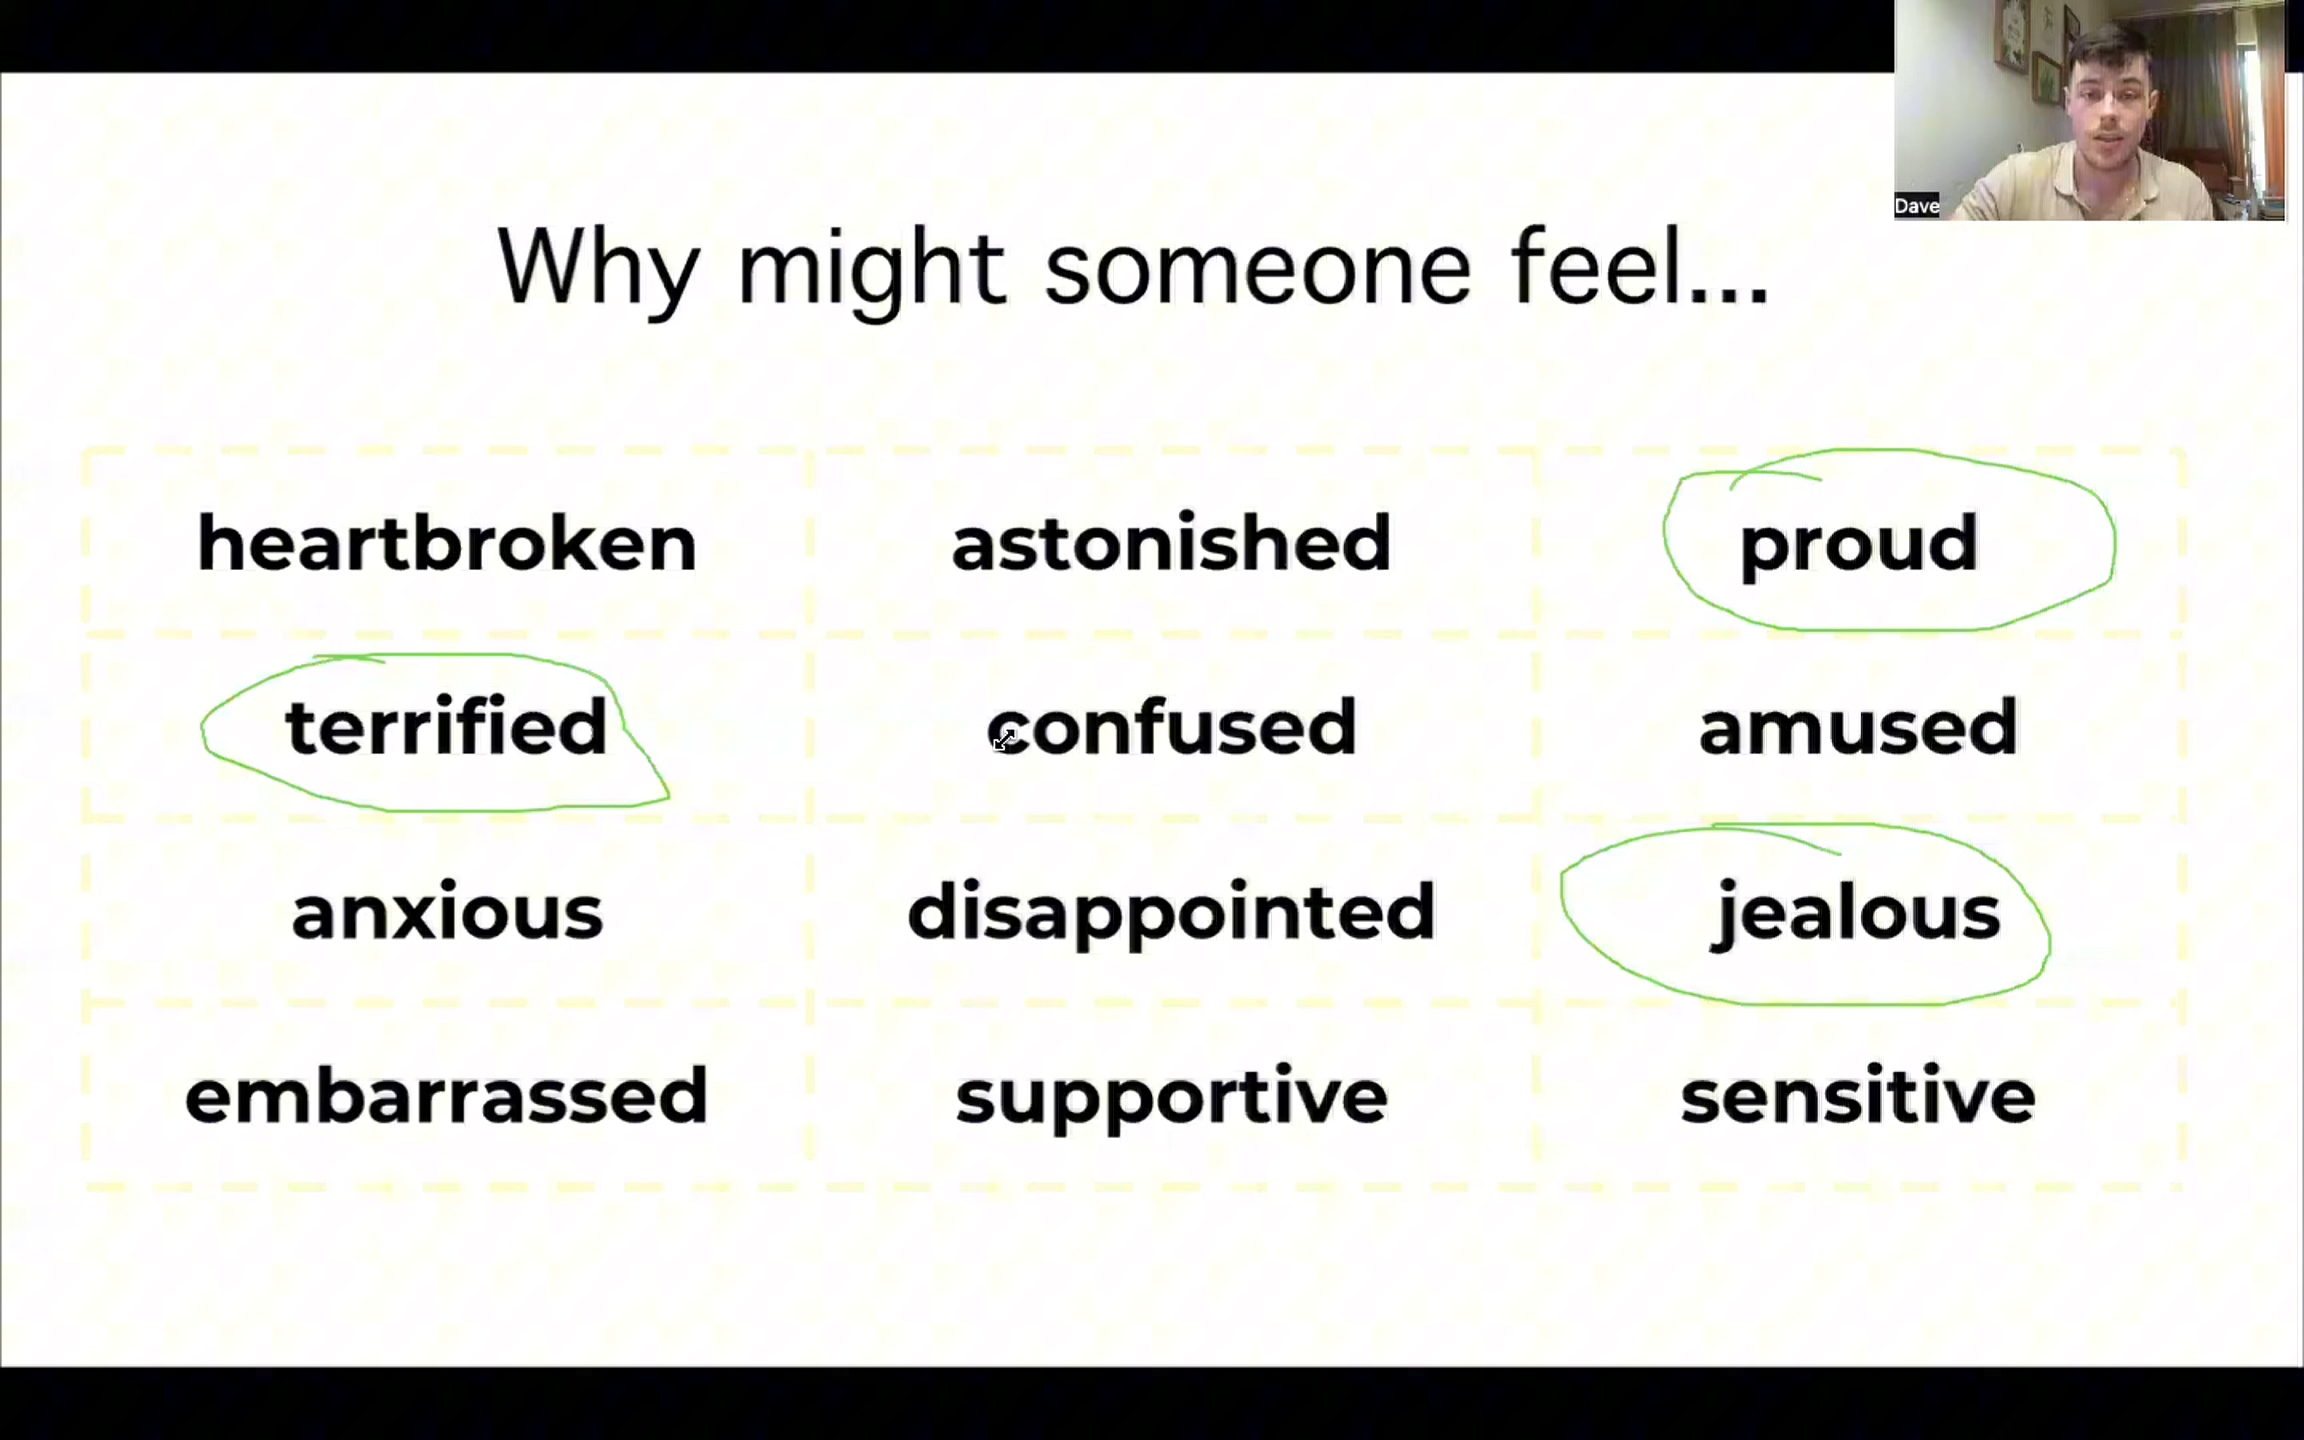 Dave
Why might someone feel...
heartbroken astonished proud
terrified confused amused
anxious disappointed jealous
embarrassed supportive sensitive